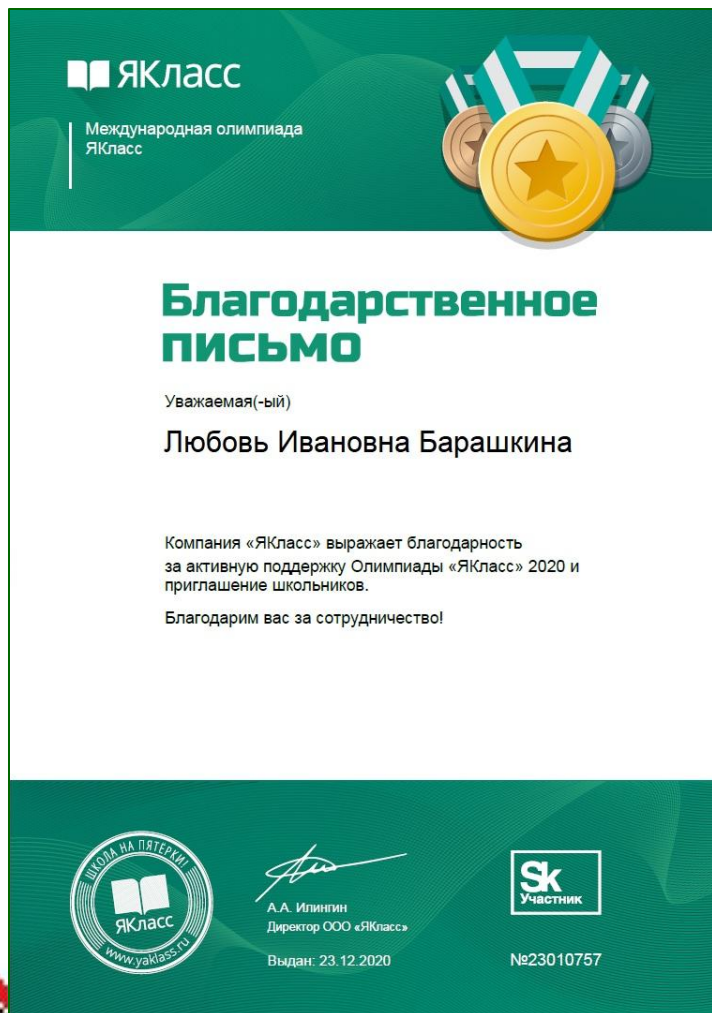 ЯКласс
Международная олимпиада
ЯКласс
Благодарственное
письмо
Уважаемая(-ый)
Любовь Ивановна Барашкина
Компания «ЯКласс» выражает благодарность
за активную поддержку Олимпиады «ЯКласс» 2020 и
приглашение школьников.
Благодарим вас за сотрудничество!
ШКОЛА НА ПЯТЕРКИ!
ЯКласс
www.yaklass.ru
А.А. Илингин
Директор ООО «ЯКласс»
Выдан: 23.12.2020
Sk
Участник
№23010757